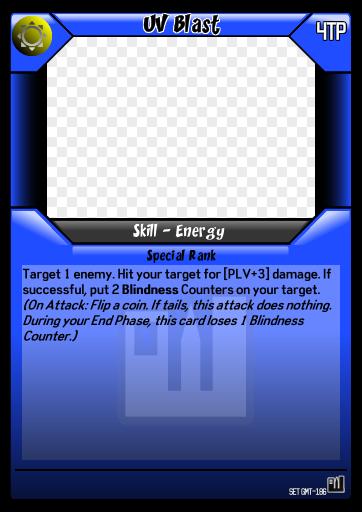 UV Blast
4TP
Skill - Energy
Special Rank
Target 1 enemy. Hit your target for [PLV+3] damage. If
successful, put 2 Blindness Counters on your target.
(On Attack: Flip a coin. If tails, this attack does nothing.
During your End Phase, this card loses 1 Blindness
Counter.)
SET GMT-186